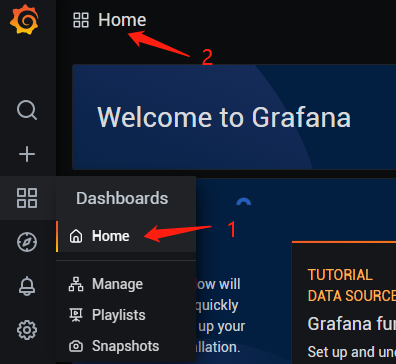 Home
2
Welcome to Grafana
Dashboards
Home
1
Manage
Playlists
Snapshots
ow will
quickly
up your
llation.
TUTORIAL
DATA SOURCE
Grafana fu
Set up and und